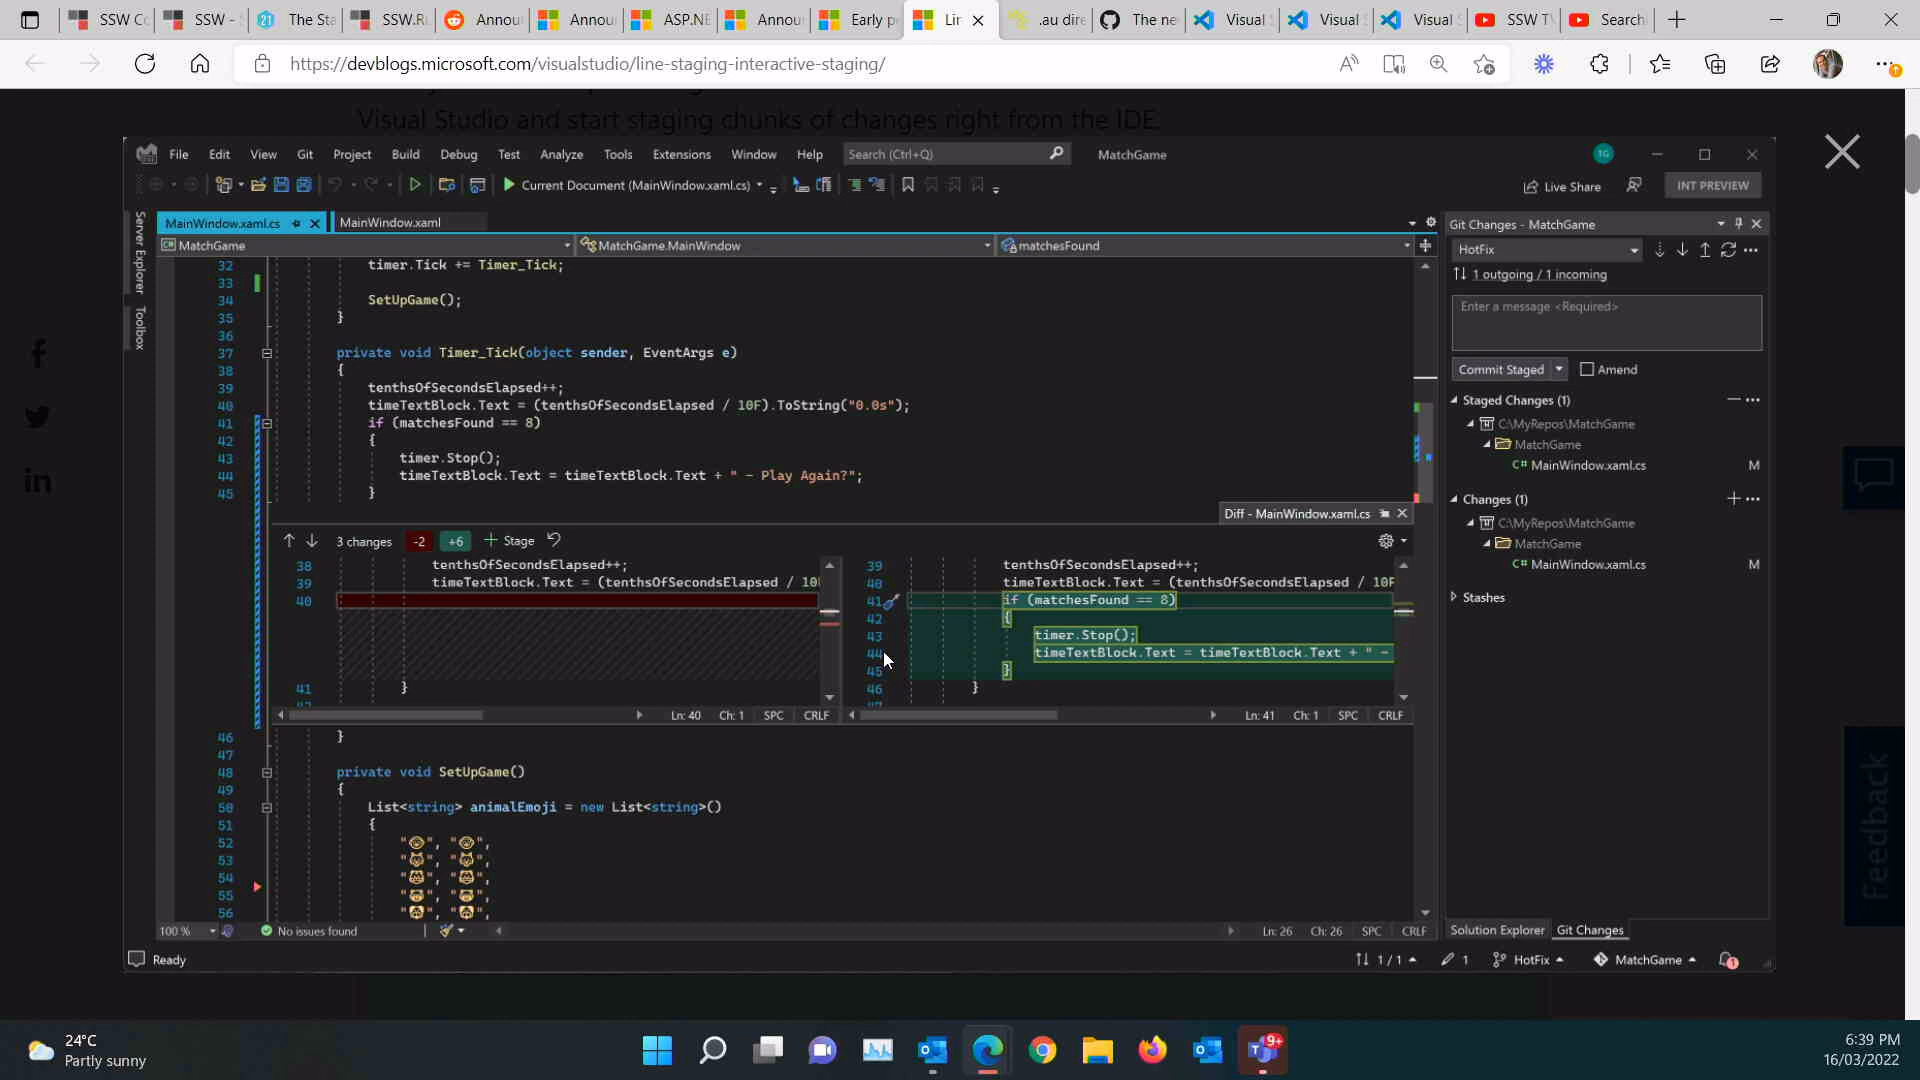 SSW Co
SSW -
The Sta
SSW.Ru
Annou
Annou
ASP.NE
Annou
Early p
Lin
.au dire
The ne
Visual S
Visual S
Visual S
SSW TV
Search
https://devblogs.microsoft.com/visualstudio/line-staging-interactive-staging/
Visual Studio and start staging chunks of changes right from the IDE.
File Edit View Git Project Build Debug Test Analyze Tools Extensions Window Help Search (Ctrl+Q) MatchGame TG
Current Document (MainWindow.xaml.cs) Live Share INT PREVIEW
Server Explorer
Toolbox
MainWindow.xaml.cs MainWindow.xaml
MatchGame MatchGame.MainWindow matchesFound
32 timer.Tick += Timer_Tick;
33
34 SetUpGame();
35 }
36
37 private void Timer_Tick(object sender, EventArgs e)
38 {
39 tenthsOfSecondsElapsed++;
40 timeTextBlock.Text = (tenthsOfSecondsElapsed / 10F).ToString("0.0s");
41 if (matchesFound == 8)
42 {
43 timer.Stop();
44 timeTextBlock.Text = timeTextBlock.Text + " - Play Again?";
45 }
Diff - MainWindow.xaml.cs
3 changes -2 +6 + Stage
38 tenthsOfSecondsElapsed++;
39 timeTextBlock.Text = (tenthsOfSecondsElapsed / 10
40
41 }
Ln: 40 Ch: 1 SPC CRLF
39 tenthsOfSecondsElapsed++;
40 timeTextBlock.Text = (tenthsOfSecondsElapsed / 10F
41 if (matchesFound == 8)
42 {
43 timer.Stop();
44 timeTextBlock.Text = timeTextBlock.Text + " -
45 }
46 }
Ln: 41 Ch: 1 SPC CRLF
46 }
47
48 private void SetUpGame()
49 {
50 List<string> animalEmoji = new List<string>()
51 {
52 "🐵", "🐵",
53
54
55
56
100 % No issues found Ln: 26 Ch: 26 SPC CRLF
Git Changes - MatchGame
HotFix
1 outgoing / 1 incoming
Enter a message <Required>
Commit Staged Amend
Staged Changes (1)
C:\MyRepos\MatchGame
MatchGame
C# MainWindow.xaml.cs M
Changes (1)
C:\MyRepos\MatchGame
MatchGame
C# MainWindow.xaml.cs M
Stashes
Solution Explorer Git Changes
Ready 1 / 1 1 HotFix MatchGame 1
Feedback
24°C
Partly sunny
9+
6:39 PM
16/03/2022